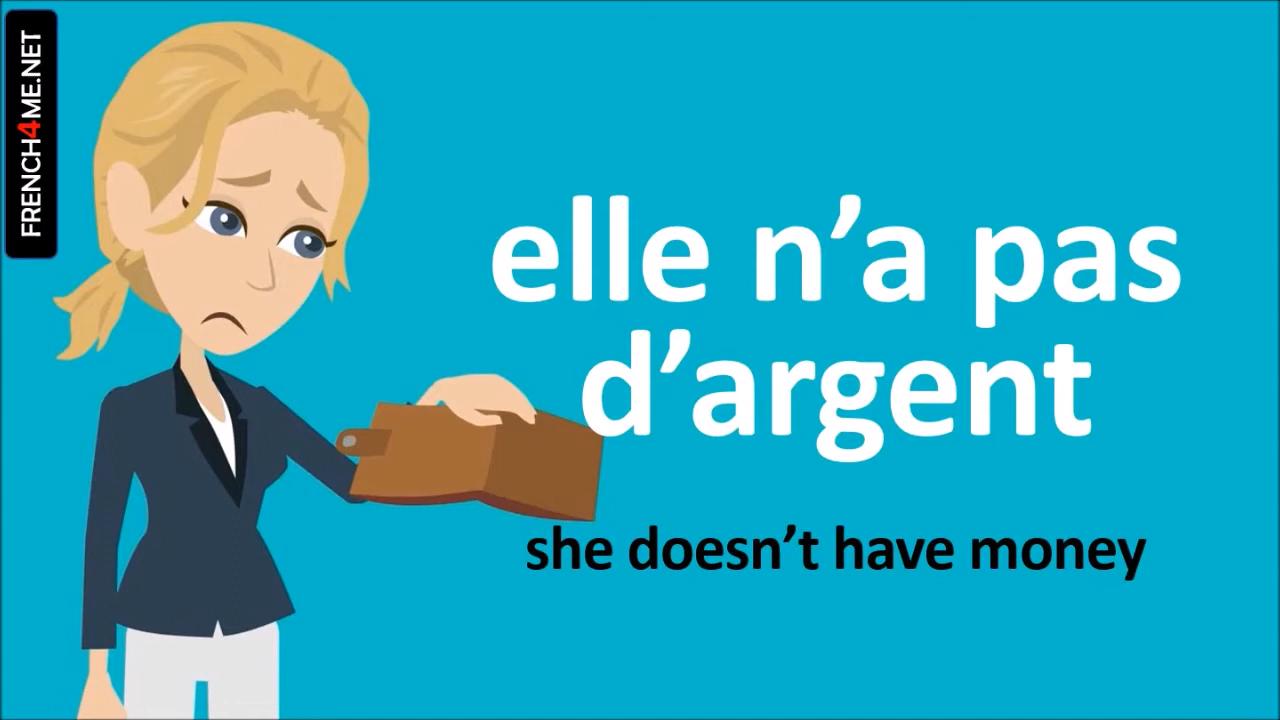 FRENCH4ME.NET
elle n’a pas
d’argent
she doesn’t have money